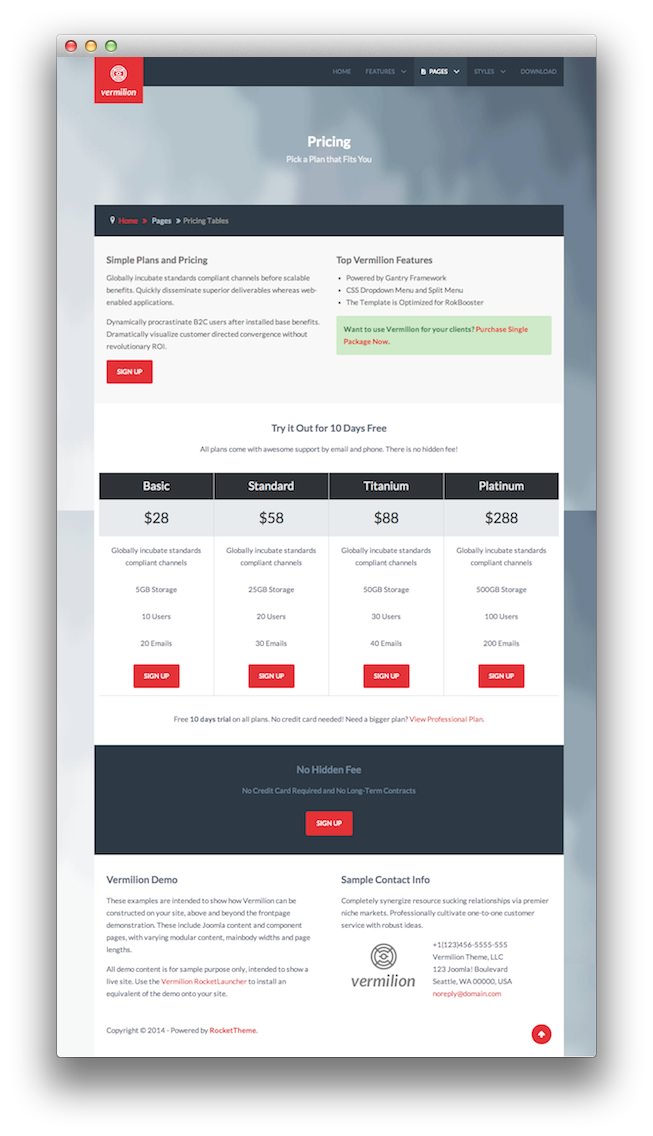 vermilion
HOME FEATURES PAGES STYLES DOWNLOAD
Pricing
Pick a Plan that Fits You
Home » Pages » Pricing Tables
Simple Plans and Pricing
Globally incubate standards compliant channels before scalable
benefits. Quickly disseminate superior deliverables whereas web-
enabled applications.
Dynamically procrastinate B2C users after installed base benefits.
Dramatically visualize customer directed convergence without
revolutionary ROI.
SIGN UP
Top Vermilion Features
• Powered by Gantry Framework
• CSS Dropdown Menu and Split Menu
• The Template is Optimized for RokBooster
Want to use Vermilion for your clients? Purchase Single
Package Now.
Try it Out for 10 Days Free
All plans come with awesome support by email and phone. There is no hidden fee!
Basic Standard Titanium Platinum
$28 $58 $88 $288
Globally incubate standards Globally incubate standards Globally incubate standards Globally incubate standards
compliant channels compliant channels compliant channels compliant channels
5GB Storage 25GB Storage 50GB Storage 500GB Storage
10 Users 20 Users 30 Users 100 Users
20 Emails 30 Emails 40 Emails 200 Emails
SIGN UP SIGN UP SIGN UP SIGN UP
Free 10 days trial on all plans. No credit card needed! Need a bigger plan? View Professional Plan.
No Hidden Fee
No Credit Card Required and No Long-Term Contracts
SIGN UP
Vermilion Demo
These examples are intended to show how Vermilion can be
constructed on your site, above and beyond the frontpage
demonstration. These include Joomla content and component
pages, with varying modular content, mainbody widths and page
lengths.
All demo content is for sample purpose only, intended to show a
live site. Use the Vermilion RocketLauncher to install an
equivalent of the demo onto your site.
Sample Contact Info
Completely synergize resource sucking relationships via premier
niche markets. Professionally cultivate one-to-one customer
service with robust ideas.
vermilion
+1(123)456-5555-555
Vermilion Theme, LLC
123 Joomla! Boulevard
Seattle, WA 00000, USA
noreply@domain.com
Copyright © 2014 - Powered by RocketTheme.